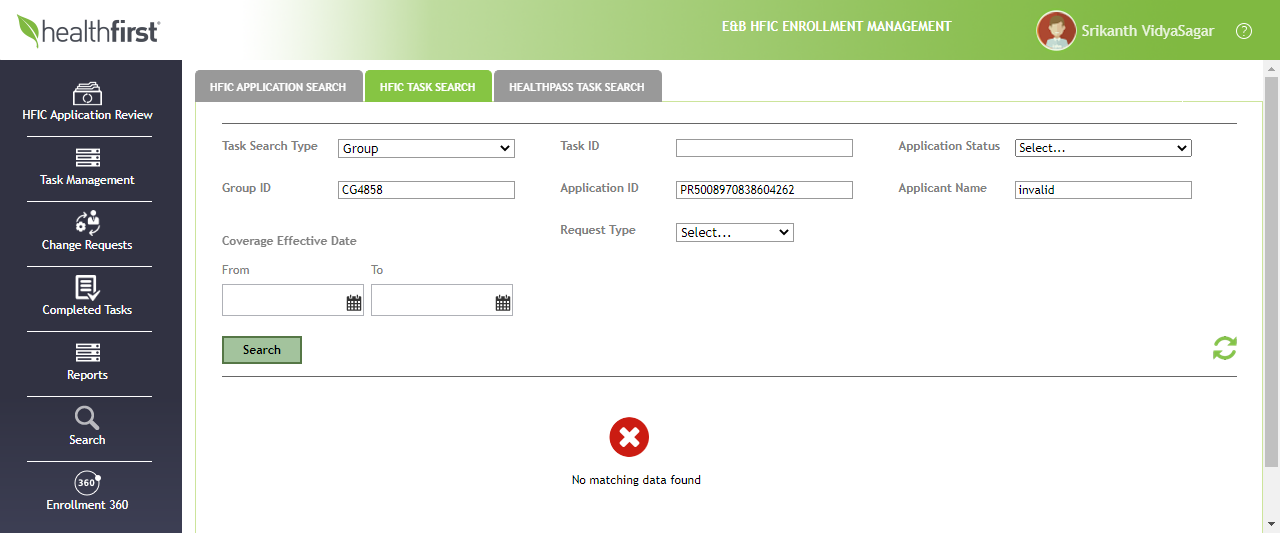 healthfirst
E&B HFIC ENROLLMENT MANAGEMENT
Srikanth VidyaSagar
?
HFIC Application Review
Task Management
Change Requests
Completed Tasks
Reports
Search
360
Enrollment 360
HFIC APPLICATION SEARCH
HFIC TASK SEARCH
HEALTHPASS TASK SEARCH
Task Search Type Group
Task ID
Application Status Select...
Group ID CG4858
Application ID PR5008970838604262
Applicant Name invalid
Request Type Select...
Coverage Effective Date
From To
Search
No matching data found